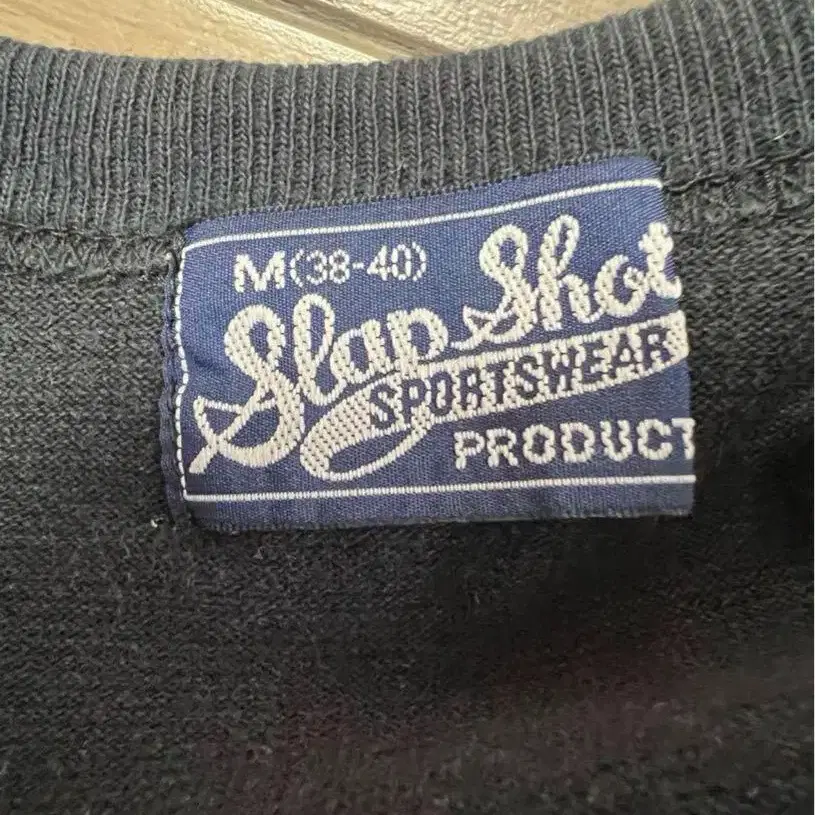 M(38-40)
Slap Shot
SPORTSWEAR
PRODUCT